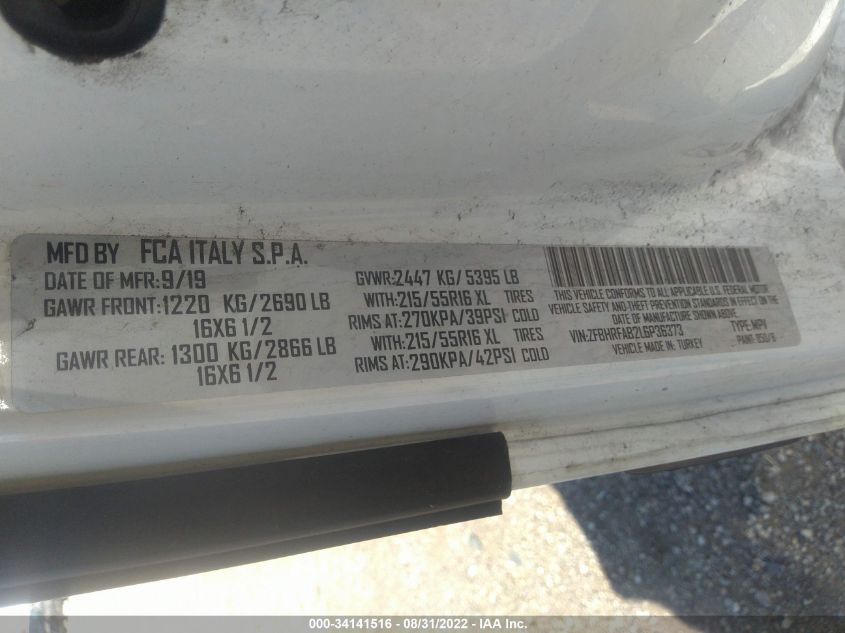 MFD BY FCA ITALY S.P.A.
DATE OF MFR: 9/19
GAWR FRONT: 1220 KG/2690 LB
16X6 1/2
GAWR REAR: 1300 KG/2866 LB
16X6 1/2
GVWR: 2447 KG/ 5395 LB
WITH: 215/55R16 XL TIRES
RIMS AT: 270KPA/39PSI COLD
WITH: 215/55R16 XL TIRES
RIMS AT: 290KPA/42PSI COLD
THIS VEHICLE CONFORMS TO ALL APPLICABLE FEDERAL MOTOR
VEHICLE SAFETY AND THEFT PREVENTION STANDARDS IN EFFECT ON THE
DATE OF MANUFACTURE SHOWN ABOVE.
VIN: ZFBHRFAB2L6P36373 TYPE: MPV
VEHICLE MADE IN: TURKEY PAINT: 950/B
000-34141516 - 08/31/2022 - IAA Inc.